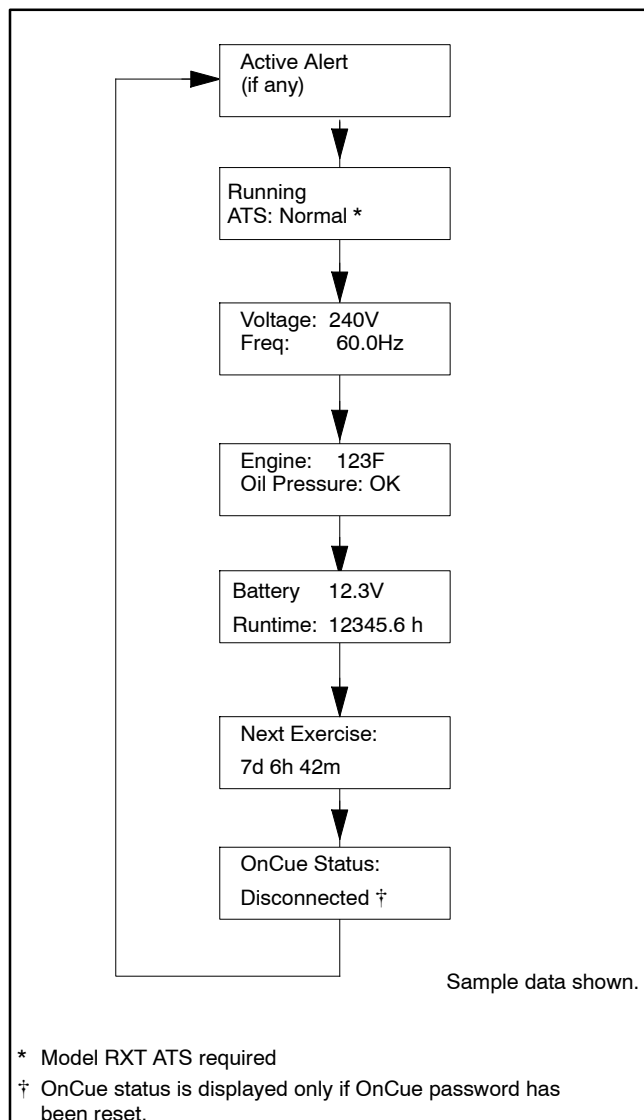 Active Alert
(if any)
Running
ATS: Normal *
Voltage: 240V
Freq: 60.0Hz
Engine: 123F
Oil Pressure: OK
Battery 12.3V
Runtime: 12345.6 h
Next Exercise:
7d 6h 42m
OnCue Status:
Disconnected †
Sample data shown.
* Model RXT ATS required
† OnCue status is displayed only if OnCue password has
been reset.